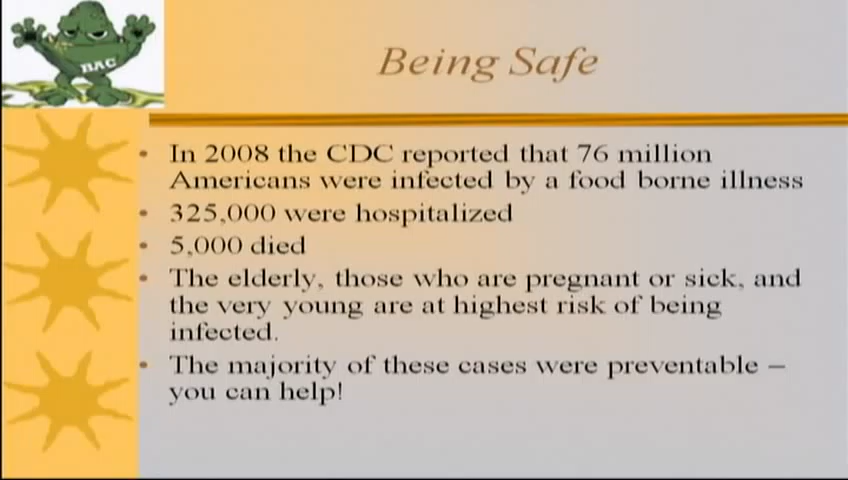 BAC
Being Safe
• In 2008 the CDC reported that 76 million
Americans were infected by a food borne illness
• 325,000 were hospitalized
• 5,000 died
• The elderly, those who are pregnant or sick, and
the very young are at highest risk of being
infected.
• The majority of these cases were preventable –
you can help!